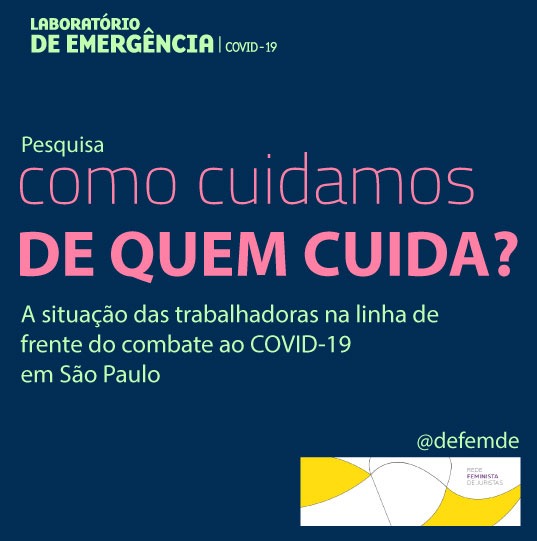 LABORATÓRIO
DE EMERGÊNCIA | COVID-19
Pesquisa
como cuidamos
DE QUEM CUIDA?
A situação das trabalhadoras na linha de
frente do combate ao COVID-19
em São Paulo
@defemde
REDE
FEMINISTA
DE JURISTAS